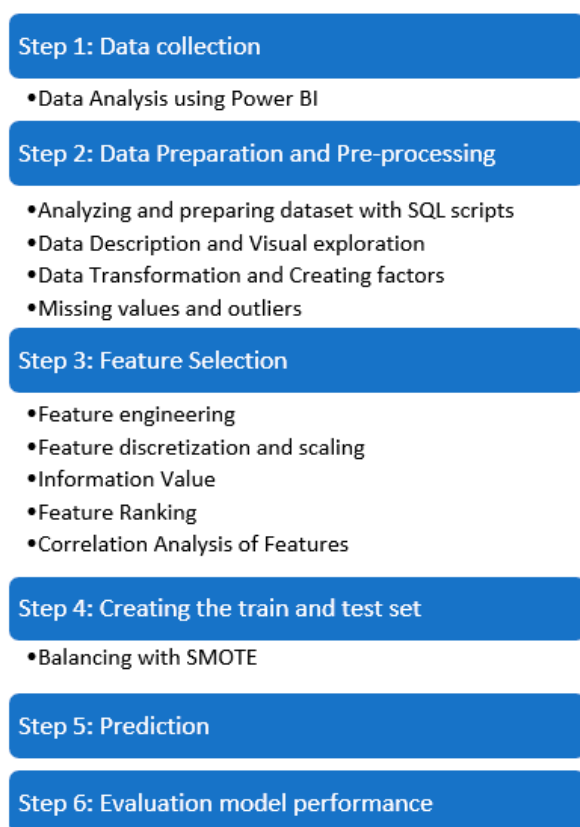 Step 1: Data collection
•Data Analysis using Power BI
Step 2: Data Preparation and Pre-processing
•Analyzing and preparing dataset with SQL scripts
•Data Description and Visual exploration
•Data Transformation and Creating factors
•Missing values and outliers
Step 3: Feature Selection
•Feature engineering
•Feature discretization and scaling
•Information Value
•Feature Ranking
•Correlation Analysis of Features
Step 4: Creating the train and test set
•Balancing with SMOTE
Step 5: Prediction
Step 6: Evaluation model performance